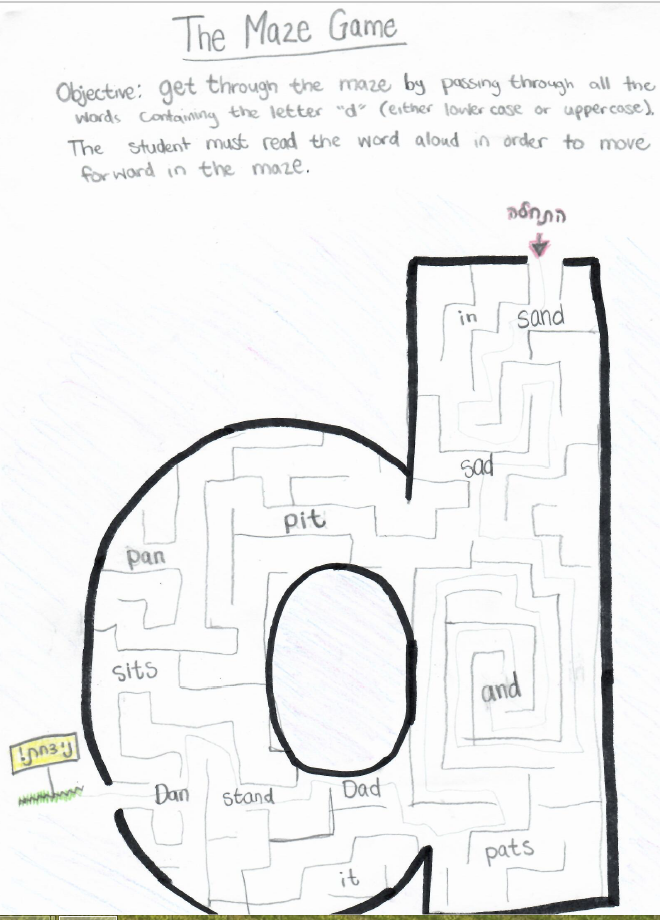 The Maze Game
Objective: get through the maze by passing through all the
words containing the letter "d" (either lower case or uppercase).
The student must read the word aloud in order to move
forward in the maze.
התחלה
in sand
sad
pit
pan
sits
and
ניצחת!
Dan stand Dad
pats
it